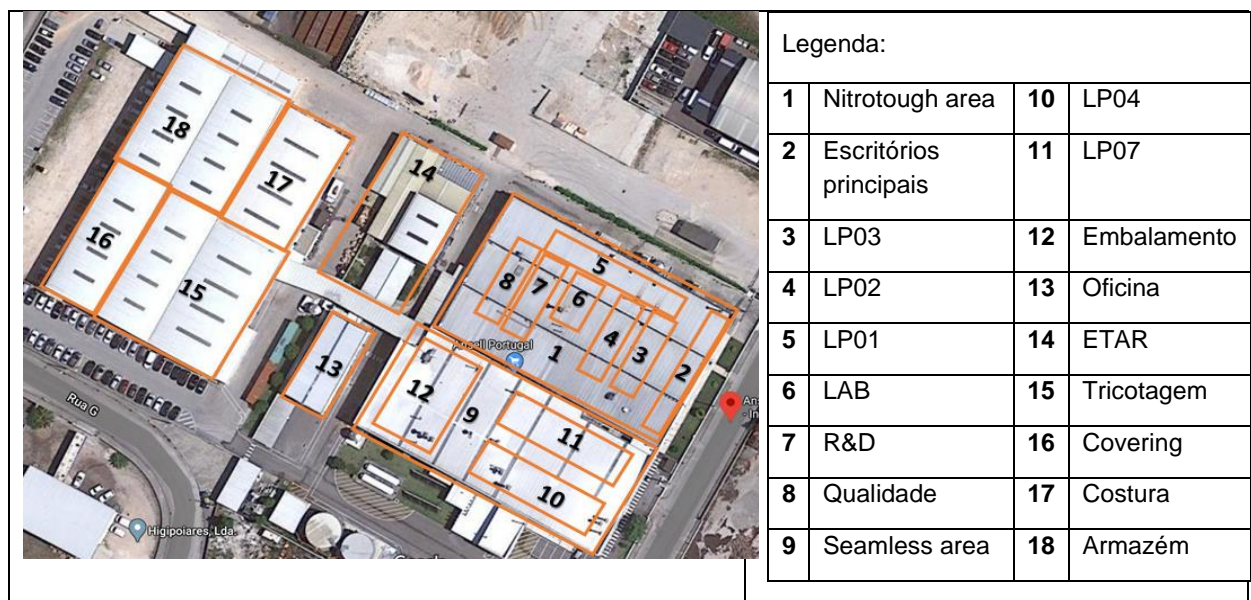 18
17
14
16
15
5
8
7
6
4
3
2
1
Ansell Portugal
13
12
9
11
10
Rua G
An
- In
Higipoiares, Lda.
Legenda:
1 Nitrotough area 10 LP04
2 Escritórios principais 11 LP07
3 LP03 12 Embalamento
4 LP02 13 Oficina
5 LP01 14 ETAR
6 LAB 15 Tricotagem
7 R&D 16 Covering
8 Qualidade 17 Costura
9 Seamless area 18 Armazém